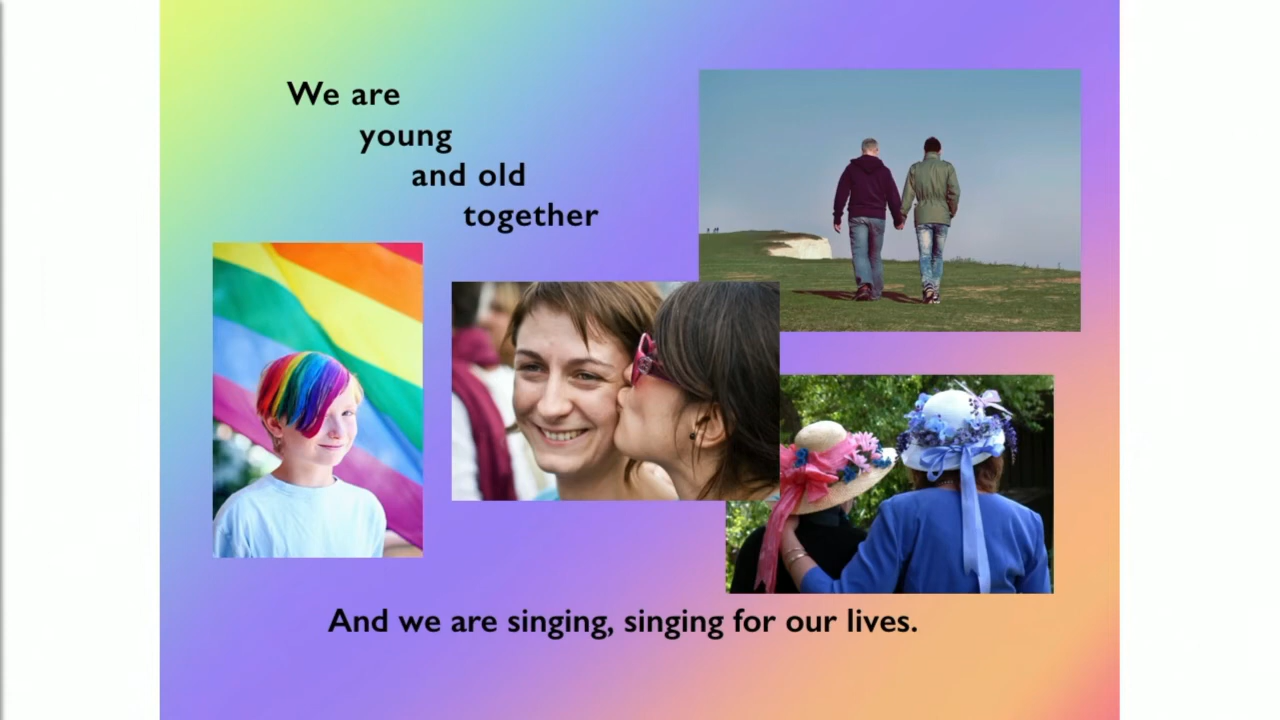 We are
young
and old
together
And we are singing, singing for our lives.